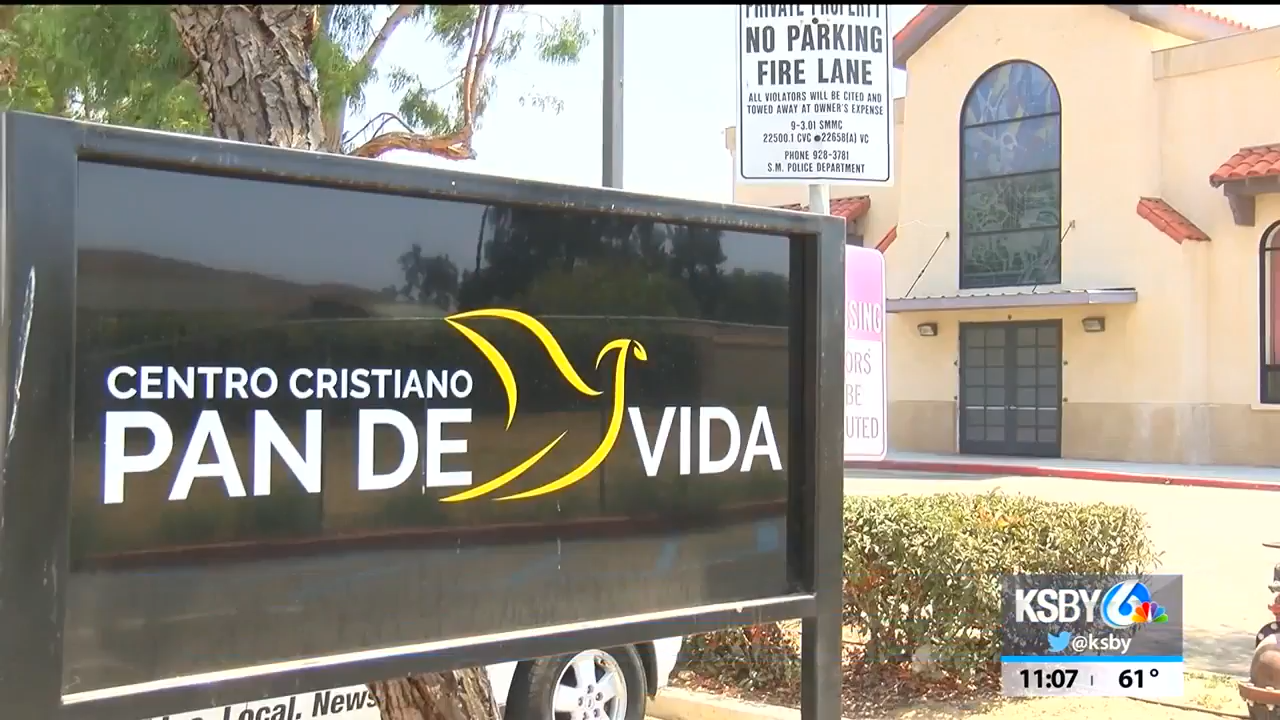 PRIVATE PROPERTY
NO PARKING
FIRE LANE
ALL VIOLATORS WILL BE CITED AND
TOWED AWAY AT OWNER'S EXPENSE
9-3.01 SMMC
22500.1 CVC 22658(A) VC
PHONE 928-3781
S.M. POLICE DEPARTMENT
CENTRO CRISTIANO
PAN DE VIDA
SING
ORS
BE
UTED
KSBY 6
@ksby
11:07 61°
Local. News